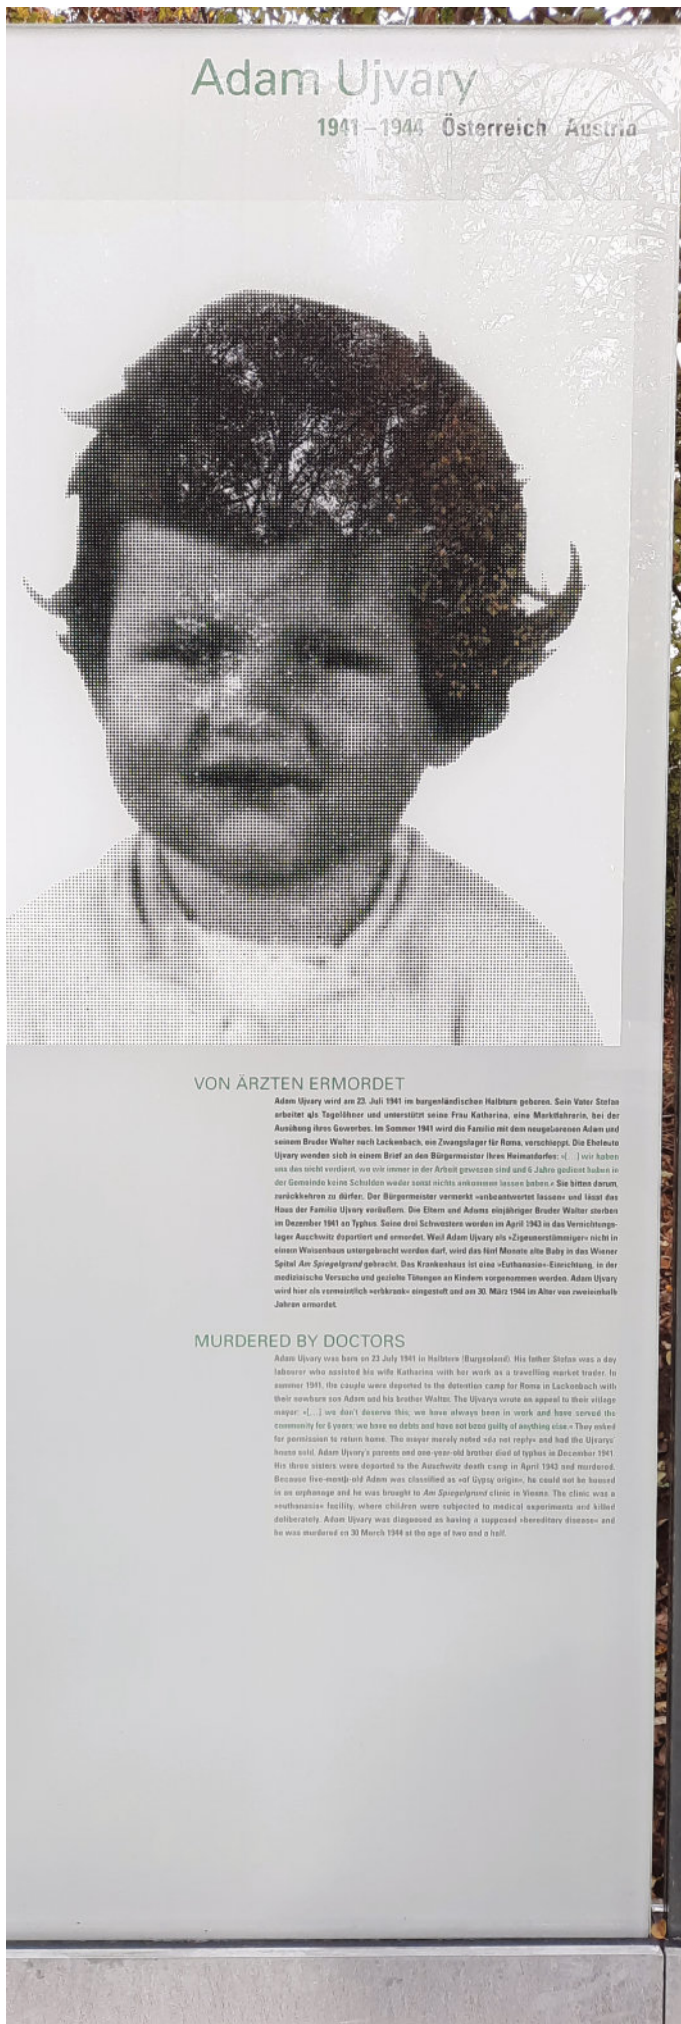 Adam Ujvary
1941–1944 Österreich Austria
VON ÄRZTEN ERMORDET
Adam Ujvary wird am 23. Juli 1941 im burgenländischen Halbturn geboren. Sein Vater Stefan
arbeitet als Tagelöhner und unterstützt seine Frau Katharina, eine Marktfahrerin, bei der
Ausübung ihres Gewerbes. Im Sommer 1941 wird die Familie mit dem neugeborenen Adam und
seinem Bruder Walter nach Lackenbach, ein Zwangslager für Roma, verschleppt. Die Eheleute
Ujvary wenden sich in einem Brief an den Bürgermeister ihres Heimatdorfes: »[…] wir haben
uns das nicht verdient, wo wir immer in der Arbeit gewesen sind und 6 Jahre gedient haben in
der Gemeinde keine Schulden weder sonst nichts ankommen lassen haben.« Sie bitten darum,
zurückkehren zu dürfen. Der Bürgermeister vermerkt »unbeantwortet lassen« und lässt das
Haus der Familie Ujvary veräußern. Die Eltern und Adams einjähriger Bruder Walter sterben
im Dezember 1941 an Typhus. Seine drei Schwestern werden im April 1943 in das Vernichtungs-
lager Auschwitz deportiert und ermordet. Weil Adam Ujvary als »Zigeunerstämmiger« nicht in
einem Waisenhaus untergebracht werden darf, wird das fünf Monate alte Baby in das Wiener
Spital Am Spiegelgrund gebracht. Das Krankenhaus ist eine »Euthanasie«-Einrichtung, in der
medizinische Versuche und gezielte Tötungen an Kindern vorgenommen werden. Adam Ujvary
wird hier als vermeintlich »erbkrank« eingestuft und am 30. März 1944 im Alter von zweieinhalb
Jahren ermordet.
MURDERED BY DOCTORS
Adam Ujvary was born on 23 July 1941 in Halbturn (Burgenland). His father Stefan was a day
labourer who assisted his wife Katharina with her work as a travelling market trader. In
summer 1941, the couple were deported to the detention camp for Roma in Lackenbach with
their newborn son Adam and his brother Walter. The Ujvarys wrote an appeal to their village
mayor: »[…] we don't deserve this; we have always been in work and have served the
community for 6 years; we have no debts and have not been guilty of anything else.« They asked
for permission to return home. The mayor merely noted »do not reply« and had the Ujvarys'
house sold. Adam Ujvary's parents and one-year-old brother died of typhus in December 1941.
His three sisters were deported to the Auschwitz death camp in April 1943 and murdered.
Because five-month-old Adam was classified as »of Gypsy origin«, he could not be housed
in an orphanage and he was brought to Am Spiegelgrund clinic in Vienna. The clinic was a
»euthanasia« facility, where children were subjected to medical experiments and killed
deliberately. Adam Ujvary was diagnosed as having a supposed »hereditary disease« and
he was murdered on 30 March 1944 at the age of two and a half.